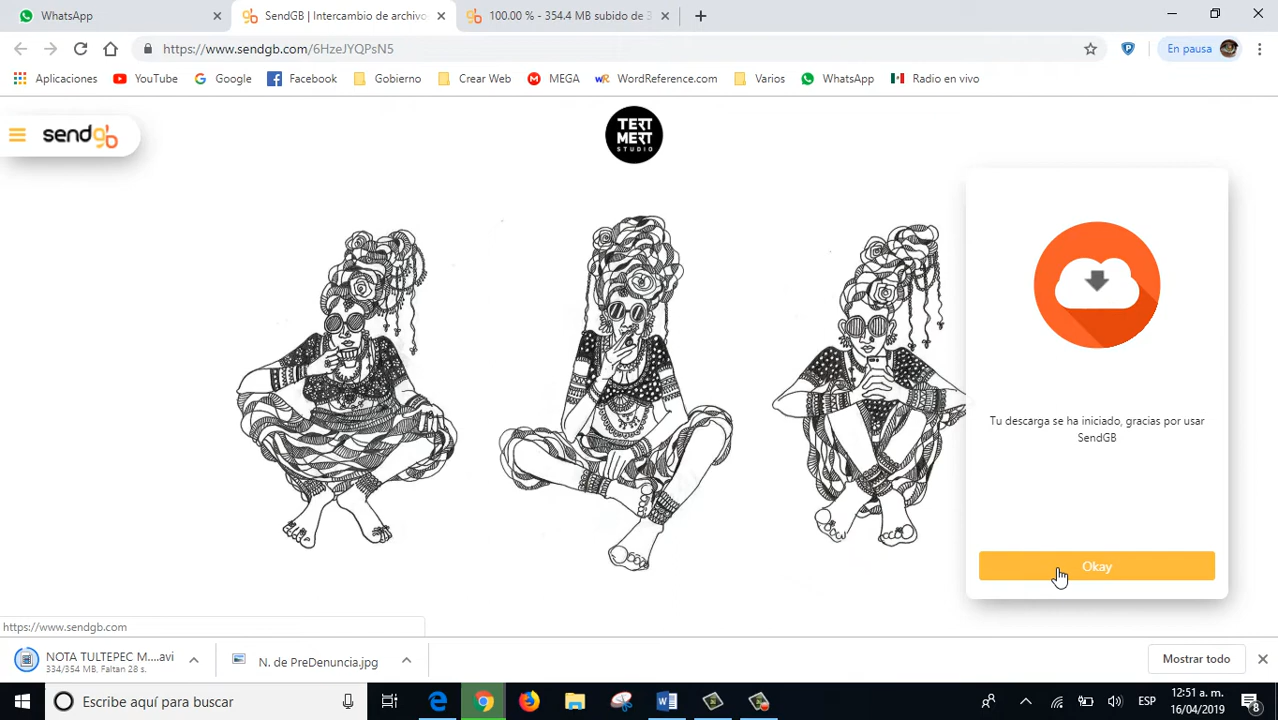 WhatsApp
SendGB | Intercambio de archivo
100.00 % - 354.4 MB subido de 3
https://www.sendgb.com/6HzeJYQPsN5
En pausa
Aplicaciones YouTube Google Facebook Gobierno Crear Web MEGA WordReference.com Varios WhatsApp Radio en vivo
sendgb
TERT
MERT
STUDIO
Tu descarga se ha iniciado, gracias por usar
SendGB
Okay
https://www.sendgb.com
NOTA TULTEPEC M....avi
334/354 MB, Faltan 28 s.
N. de PreDenuncia.jpg
Mostrar todo
Escribe aquí para buscar
ESP
12:51 a. m.
16/04/2019
8